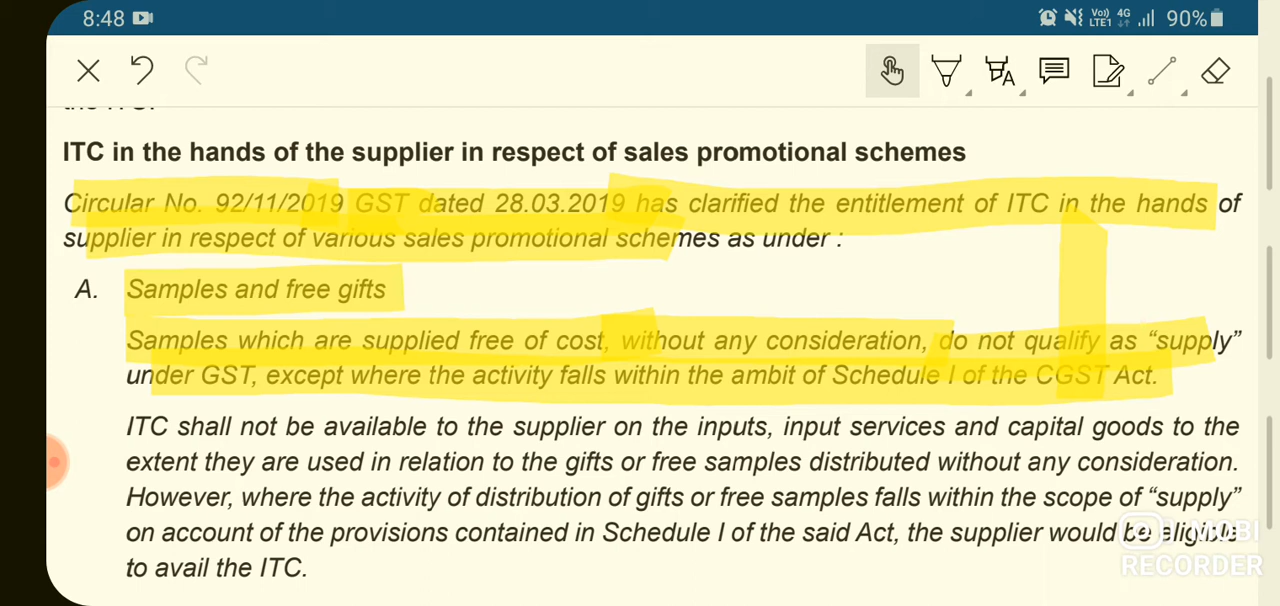 8:48
Vo)) 4G
LTE1 90%
the ITC.
ITC in the hands of the supplier in respect of sales promotional schemes
Circular No. 92/11/2019 GST dated 28.03.2019 has clarified the entitlement of ITC in the hands of
supplier in respect of various sales promotional schemes as under :
A. Samples and free gifts
Samples which are supplied free of cost, without any consideration, do not qualify as “supply”
under GST, except where the activity falls within the ambit of Schedule I of the CGST Act.
ITC shall not be available to the supplier on the inputs, input services and capital goods to the
extent they are used in relation to the gifts or free samples distributed without any consideration.
However, where the activity of distribution of gifts or free samples falls within the scope of “supply”
on account of the provisions contained in Schedule I of the said Act, the supplier would be eligible
to avail the ITC.
MOBI
RECORDER